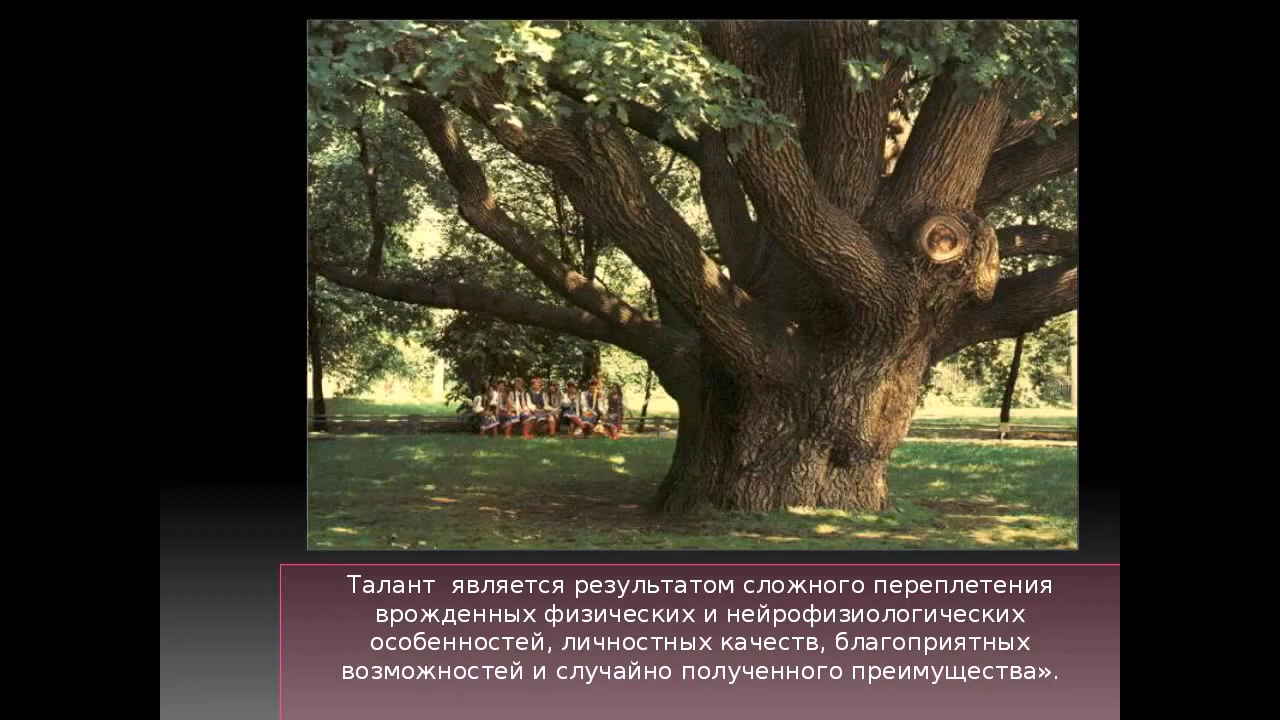 Талант  является результатом сложного переплетения
врожденных физических и нейрофизиологических
особенностей, личностных качеств, благоприятных
возможностей и случайно полученного преимущества».